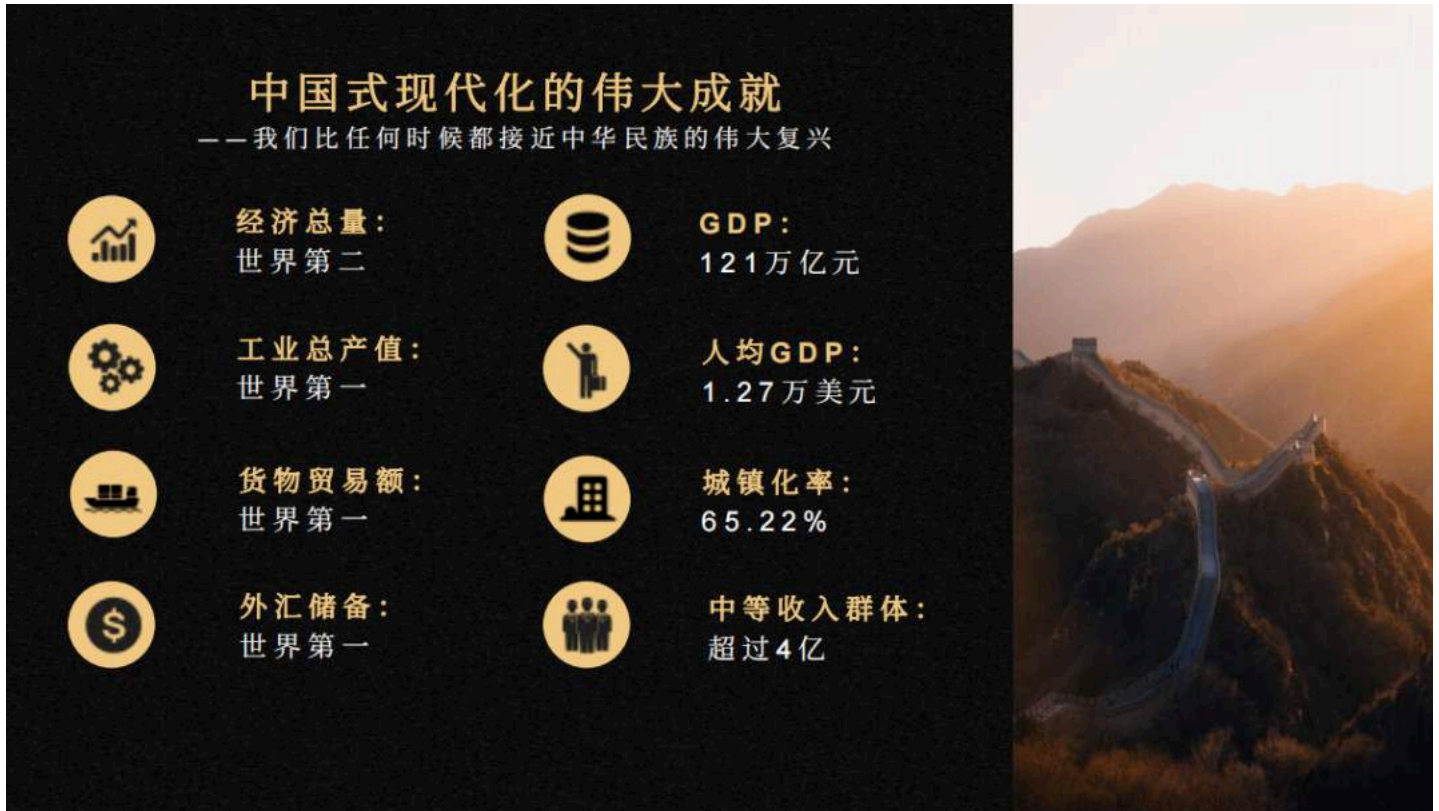 中国式现代化的伟大成就
——我们比任何时候都接近中华民族的伟大复兴
经济总量:
世界第二
GDP:
121万亿元
工业总产值:
世界第一
人均GDP:
1.27万美元
货物贸易额:
世界第一
城镇化率:
65.22%
外汇储备:
世界第一
中等收入群体:
超过4亿